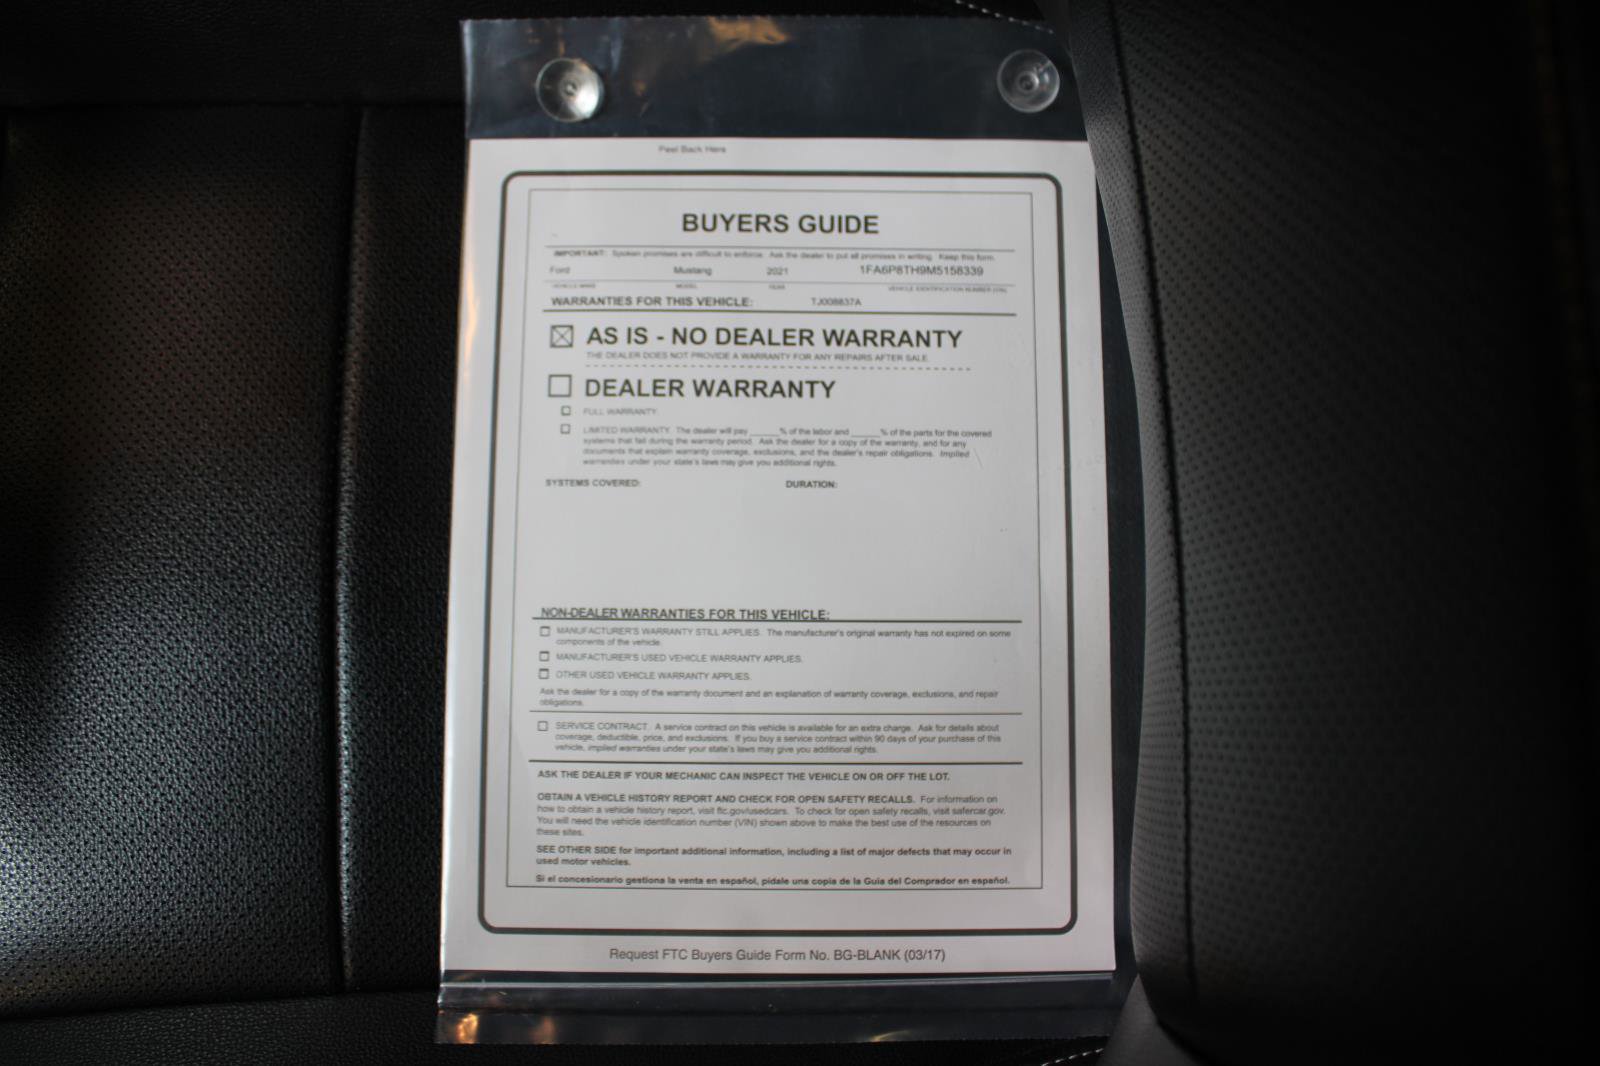 Peel Back Here
BUYERS GUIDE
IMPORTANT: Spoken promises are difficult to enforce. Ask the dealer to put all promises in writing. Keep this form.
Ford Mustang 2021 1FA6P8TH9M5158339
VEHICLE MAKE MODEL YEAR VEHICLE IDENTIFICATION NUMBER (VIN)
WARRANTIES FOR THIS VEHICLE: TJ008837A
AS IS - NO DEALER WARRANTY
THE DEALER DOES NOT PROVIDE A WARRANTY FOR ANY REPAIRS AFTER SALE.
DEALER WARRANTY
FULL WARRANTY.
LIMITED WARRANTY. The dealer will pay ______% of the labor and ______% of the parts for the covered
systems that fail during the warranty period. Ask the dealer for a copy of the warranty, and for any
documents that explain warranty coverage, exclusions, and the dealer's repair obligations. Implied
warranties under your state's laws may give you additional rights.
SYSTEMS COVERED: DURATION:
NON-DEALER WARRANTIES FOR THIS VEHICLE:
MANUFACTURER'S WARRANTY STILL APPLIES. The manufacturer's original warranty has not expired on some
components of the vehicle.
MANUFACTURER'S USED VEHICLE WARRANTY APPLIES.
OTHER USED VEHICLE WARRANTY APPLIES.
Ask the dealer for a copy of the warranty document and an explanation of warranty coverage, exclusions, and repair
obligations.
SERVICE CONTRACT. A service contract on this vehicle is available for an extra charge. Ask for details about
coverage, deductible, price, and exclusions. If you buy a service contract within 90 days of your purchase of this
vehicle, implied warranties under your state's laws may give you additional rights.
ASK THE DEALER IF YOUR MECHANIC CAN INSPECT THE VEHICLE ON OR OFF THE LOT.
OBTAIN A VEHICLE HISTORY REPORT AND CHECK FOR OPEN SAFETY RECALLS. For information on
how to obtain a vehicle history report, visit ftc.gov/usedcars. To check for open safety recalls, visit safercar.gov.
You will need the vehicle identification number (VIN) shown above to make the best use of the resources on
these sites.
SEE OTHER SIDE for important additional information, including a list of major defects that may occur in
used motor vehicles.
Si el concesionario gestiona la venta en español, pídale una copia de la Guía del Comprador en español.
Request FTC Buyers Guide Form No. BG-BLANK (03/17)